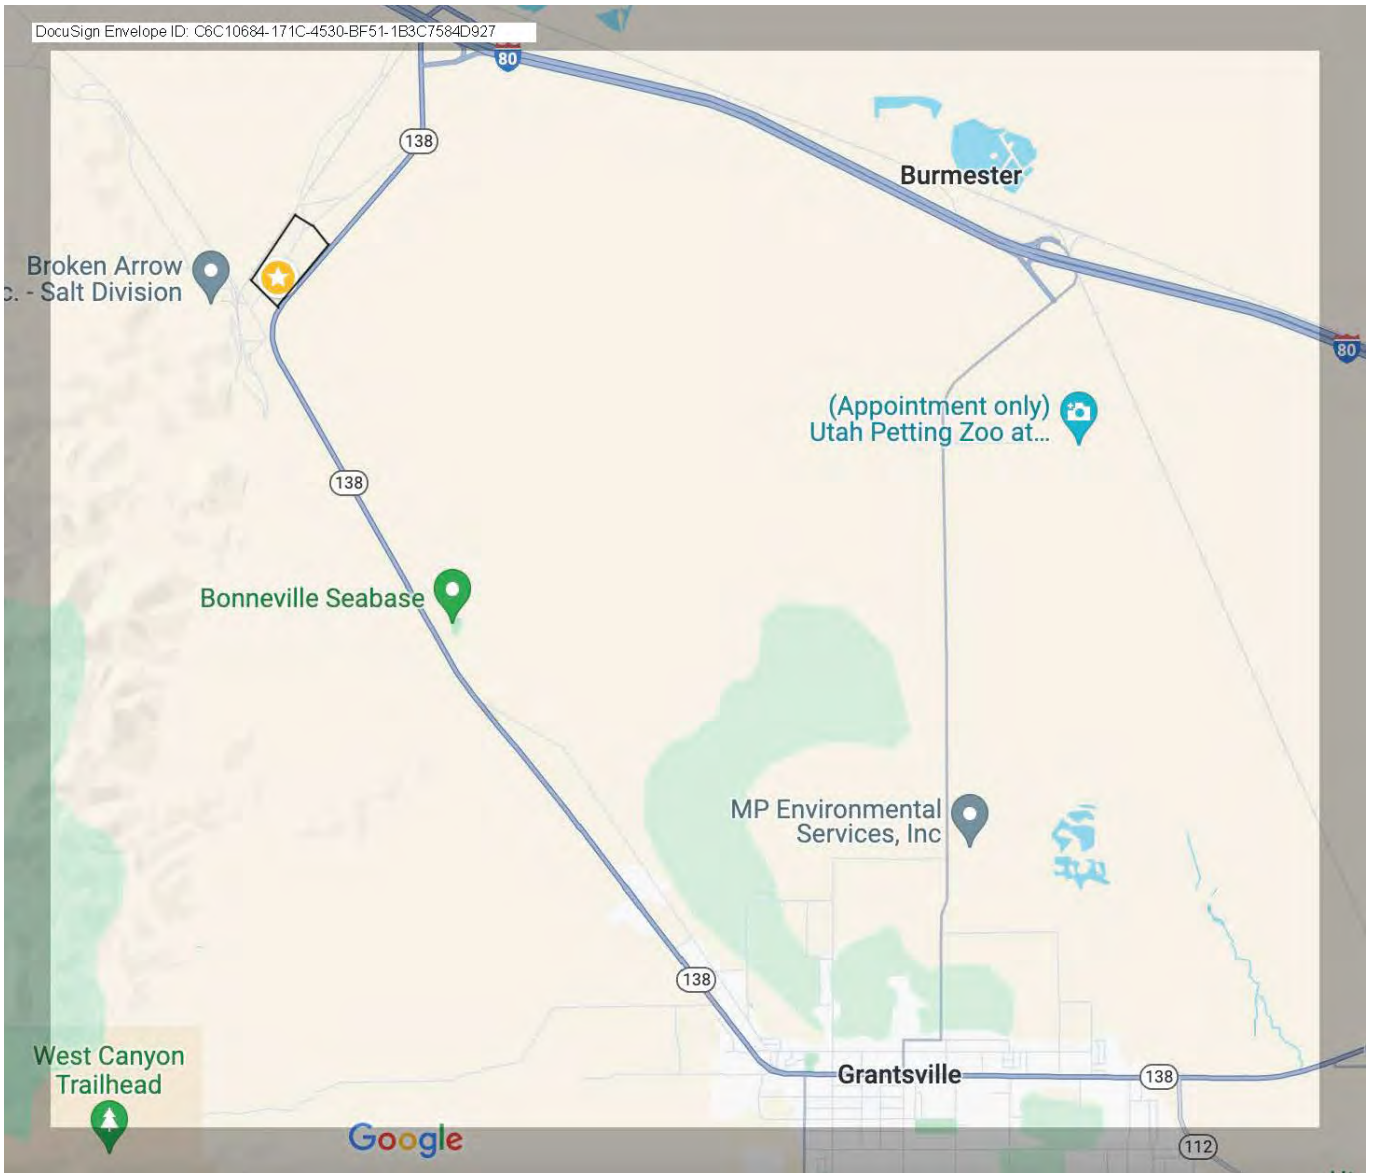 DocuSign Envelope ID: C6C10684-171C-4530-BF51-1B3C7584D927
80
138
Burmester
Broken Arrow
c. - Salt Division
80
(Appointment only)
Utah Petting Zoo at...
138
Bonneville Seabase
MP Environmental
Services, Inc
138
West Canyon
Trailhead
Grantsville
138
Google
112